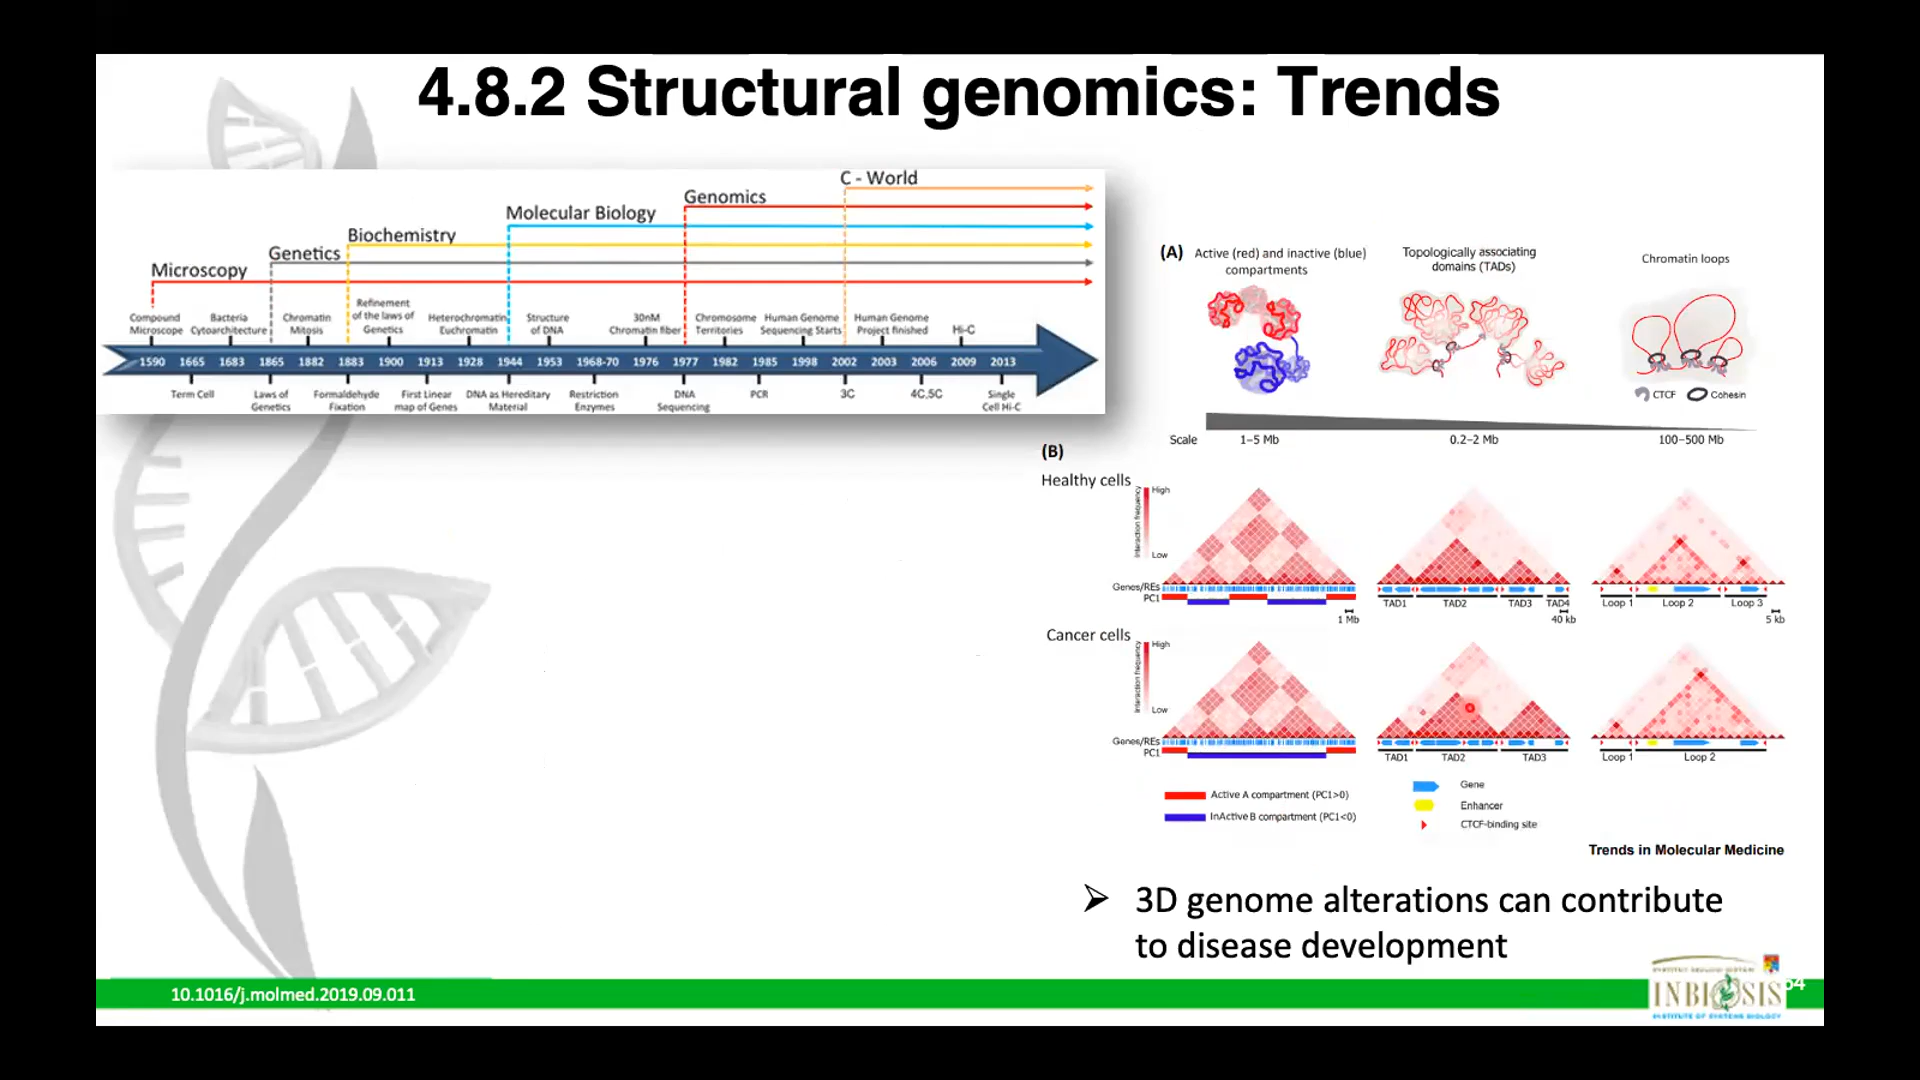 4.8.2 Structural genomics: Trends
C - World
Genomics
Molecular Biology
Biochemistry
Genetics
Microscopy
Compound Microscope
Bacteria Cytoarchitecture
Chromatin Mitosis
Refinement of the laws of Genetics
Heterochromatin Euchromatin
Structure of DNA
30nM Chromatin fiber
Chromosome Territories
Human Genome Sequencing Starts
Human Genome Project finished
Hi-C
1590 1665 1683 1865 1882 1883 1900 1913 1928 1944 1953 1968-70 1976 1977 1982 1985 1998 2002 2003 2006 2009 2013
Term Cell
Laws of Genetics
Formaldehyde Fixation
First Linear map of Genes
DNA as Hereditary Material
Restriction Enzymes
DNA Sequencing
PCR
3C
4C,5C
Single Cell Hi-C
(A)
Active (red) and inactive (blue)
compartments
Topologically associating
domains (TADs)
Chromatin loops
CTCF Cohesin
Scale 1–5 Mb 0.2–2 Mb 100–500 Mb
(B)
Healthy cells
Interaction frequency
High
Low
Genes/REs
PC1
1 Mb
TAD1 TAD2 TAD3 TAD4
40 kb
Loop 1 Loop 2 Loop 3
5 kb
Cancer cells
Interaction frequency
High
Low
Genes/REs
PC1
TAD1 TAD2 TAD3
Loop 1 Loop 2
Active A compartment (PC1>0)
InActive B compartment (PC1<0)
Gene
Enhancer
CTCF-binding site
Trends in Molecular Medicine
➢ 3D genome alterations can contribute
to disease development
10.1016/j.molmed.2019.09.011
INBIOSIS
INSTITUTE OF SYSTEMS BIOLOGY